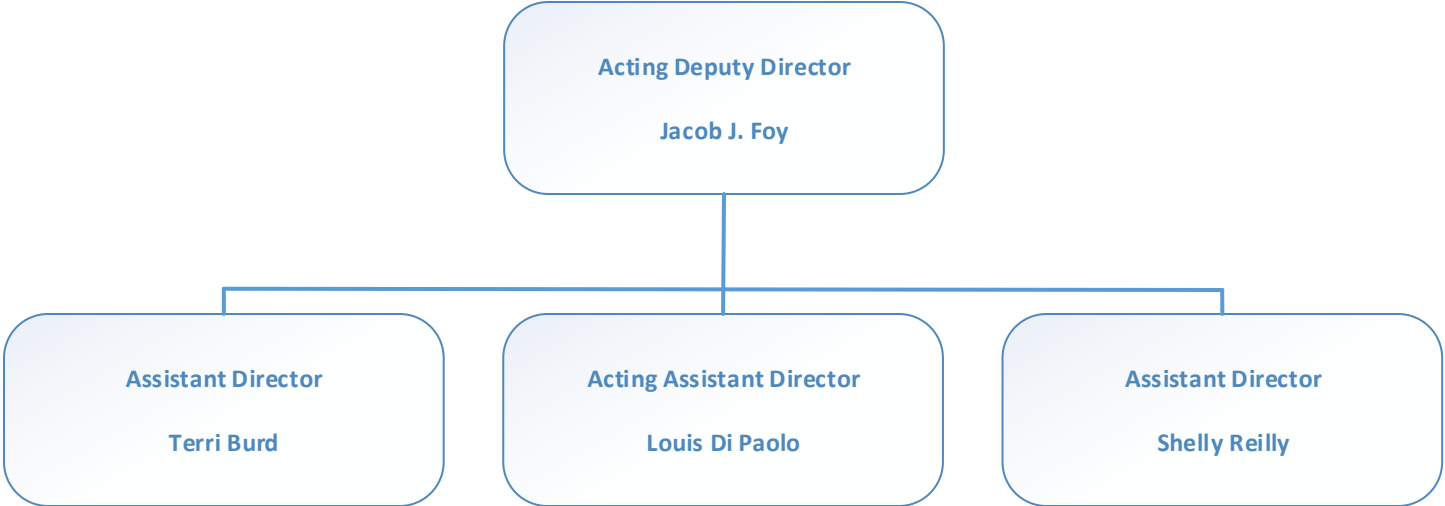 Acting Deputy Director
Jacob J. Foy
Assistant Director
Terri Burd
Acting Assistant Director
Louis Di Paolo
Assistant Director
Shelly Reilly